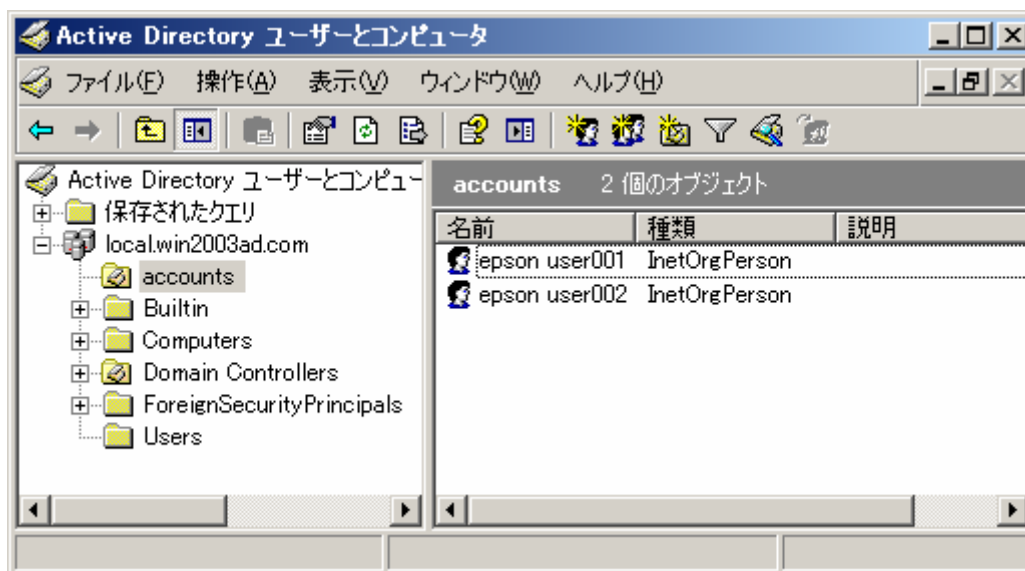 Active Directory ユーザーとコンピュータ
ファイル(F) 操作(A) 表示(V) ウィンドウ(W) ヘルプ(H)
Active Directory ユーザーとコンピュー
保存されたクエリ
local.win2003ad.com
accounts
Builtin
Computers
Domain Controllers
ForeignSecurityPrincipals
Users
accounts 2 個のオブジェクト
名前 種類 説明
epson user001 InetOrgPerson
epson user002 InetOrgPerson